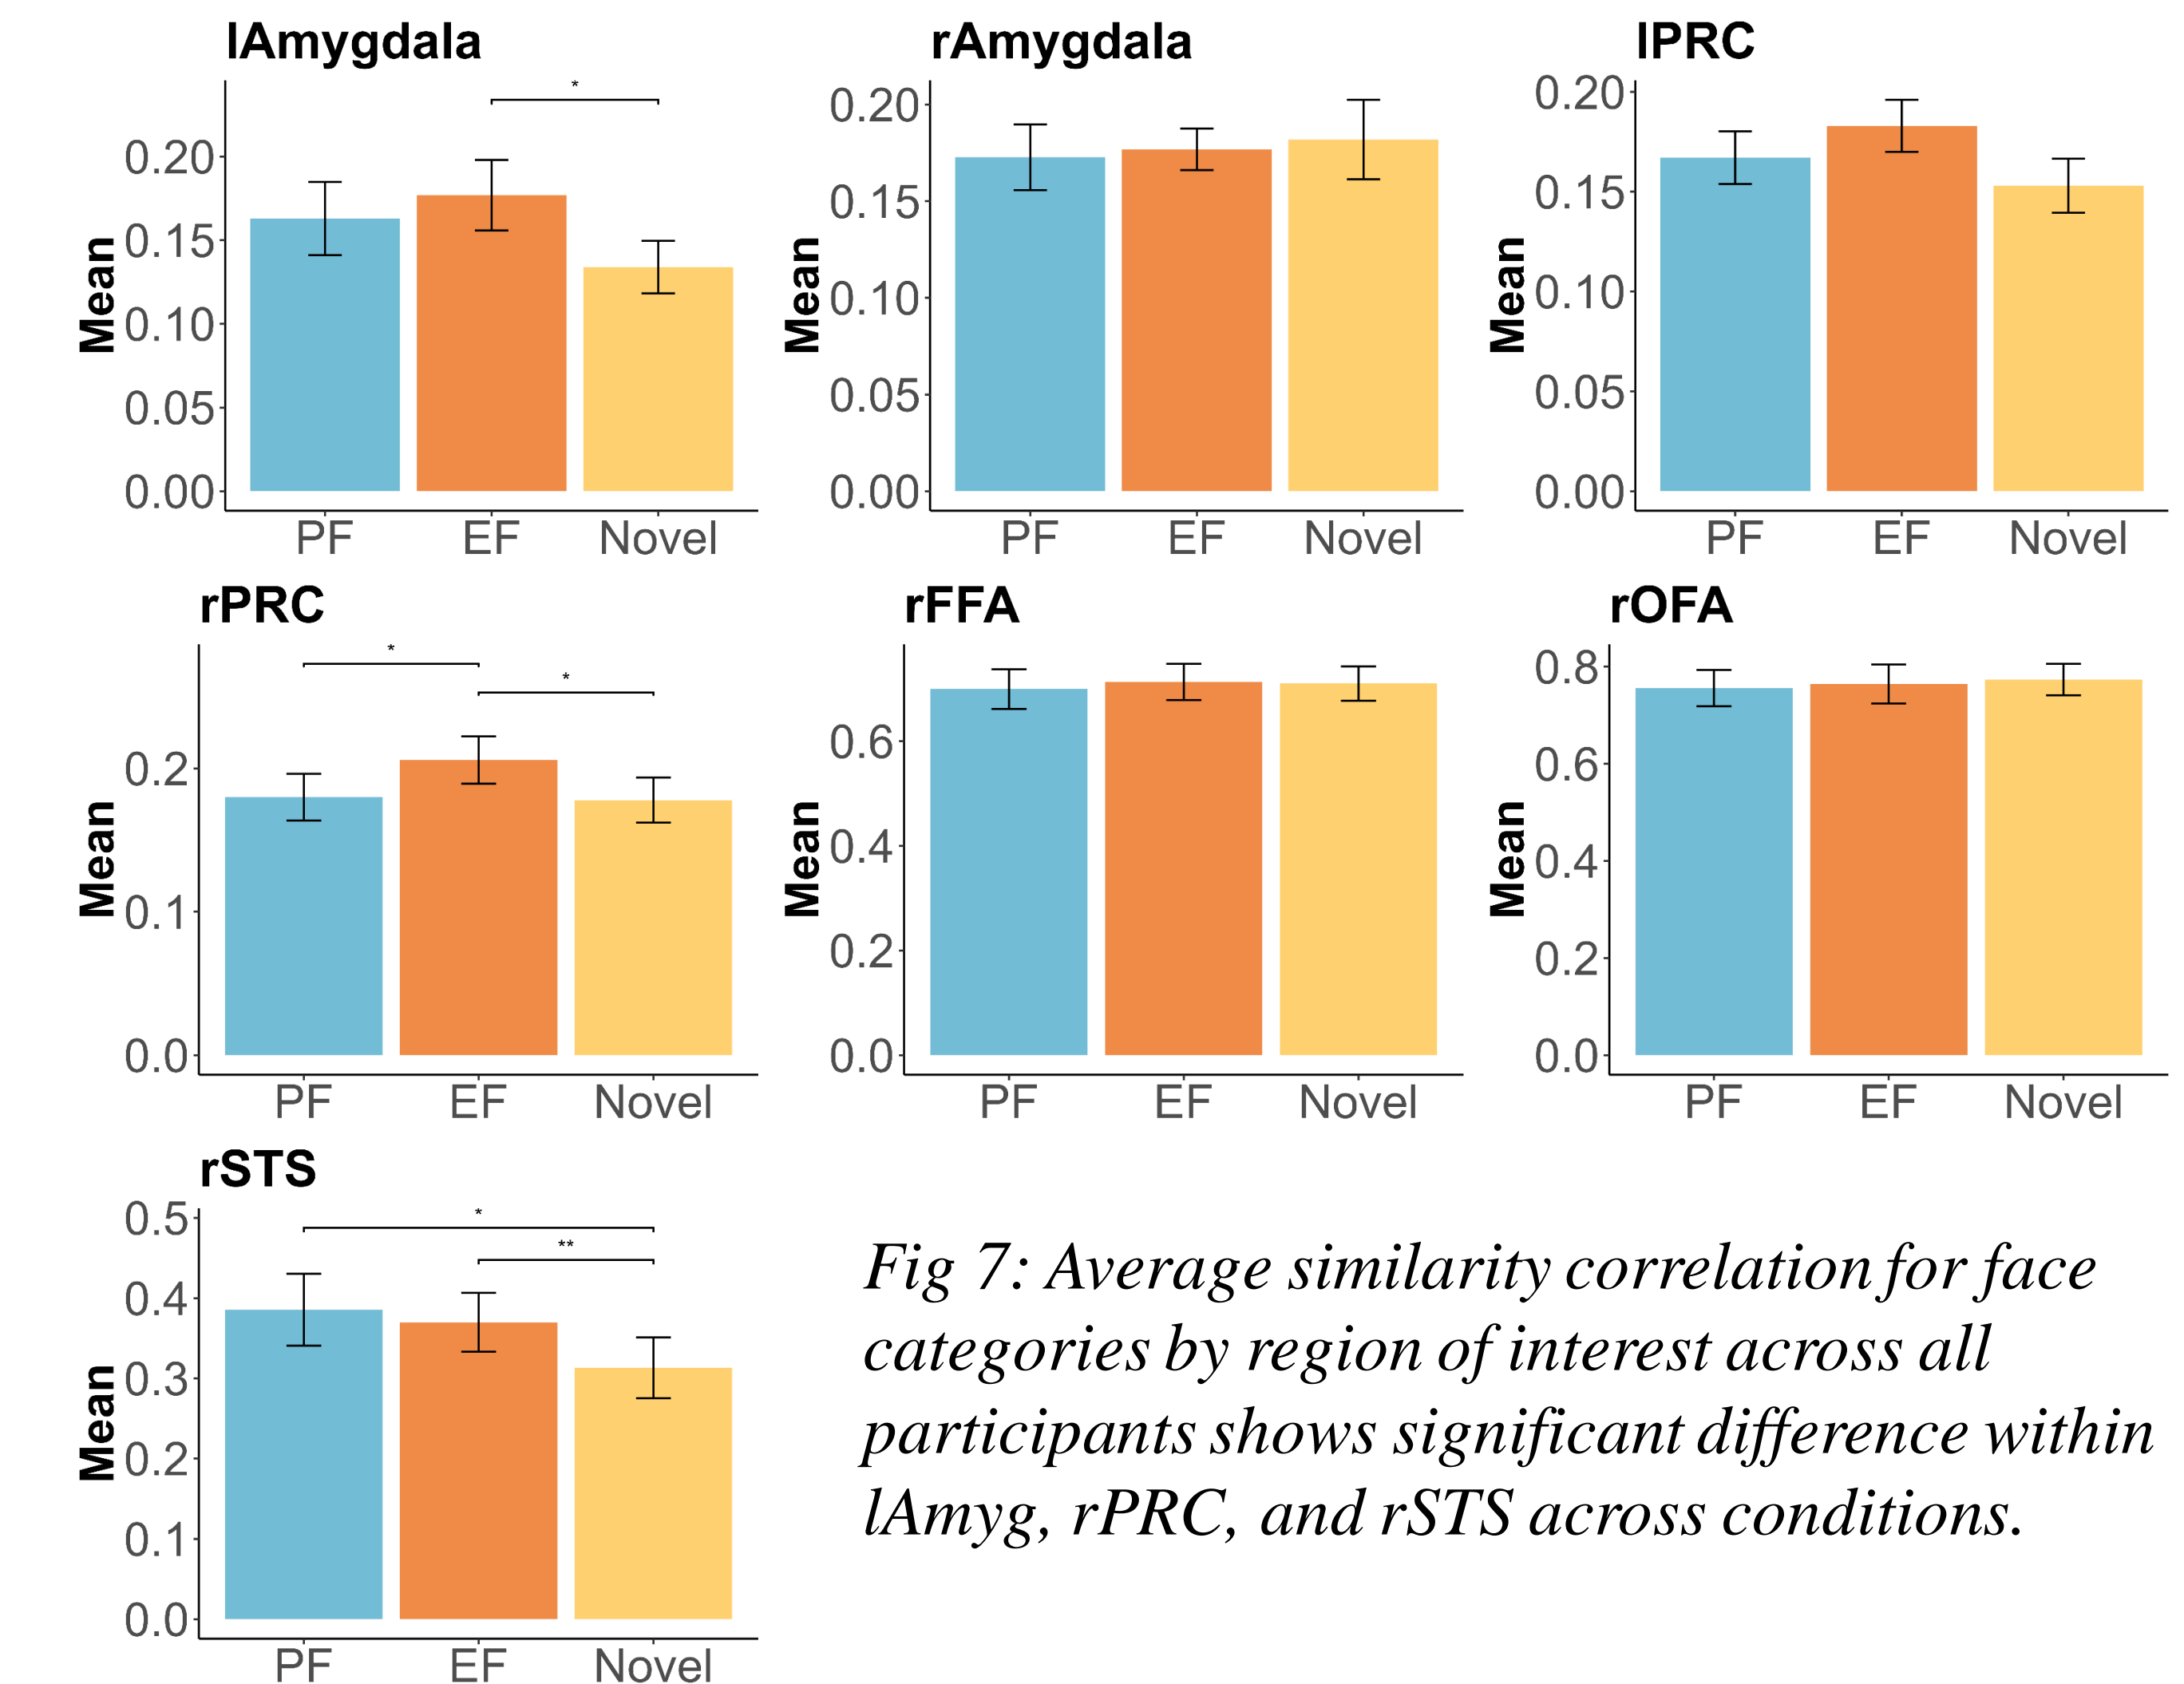 lAmygdala
*
Mean
0.20
0.15
0.10
0.05
0.00
PF EF Novel
rAmygdala
Mean
0.20
0.15
0.10
0.05
0.00
PF EF Novel
lPRC
Mean
0.20
0.15
0.10
0.05
0.00
PF EF Novel
rPRC
*
*
Mean
0.2
0.1
0.0
PF EF Novel
rFFA
Mean
0.6
0.4
0.2
0.0
PF EF Novel
rOFA
Mean
0.8
0.6
0.4
0.2
0.0
PF EF Novel
rSTS
*
**
Mean
0.5
0.4
0.3
0.2
0.1
0.0
PF EF Novel
Fig 7: Average similarity correlation for face
categories by region of interest across all
participants shows significant difference within
lAmyg, rPRC, and rSTS across conditions.